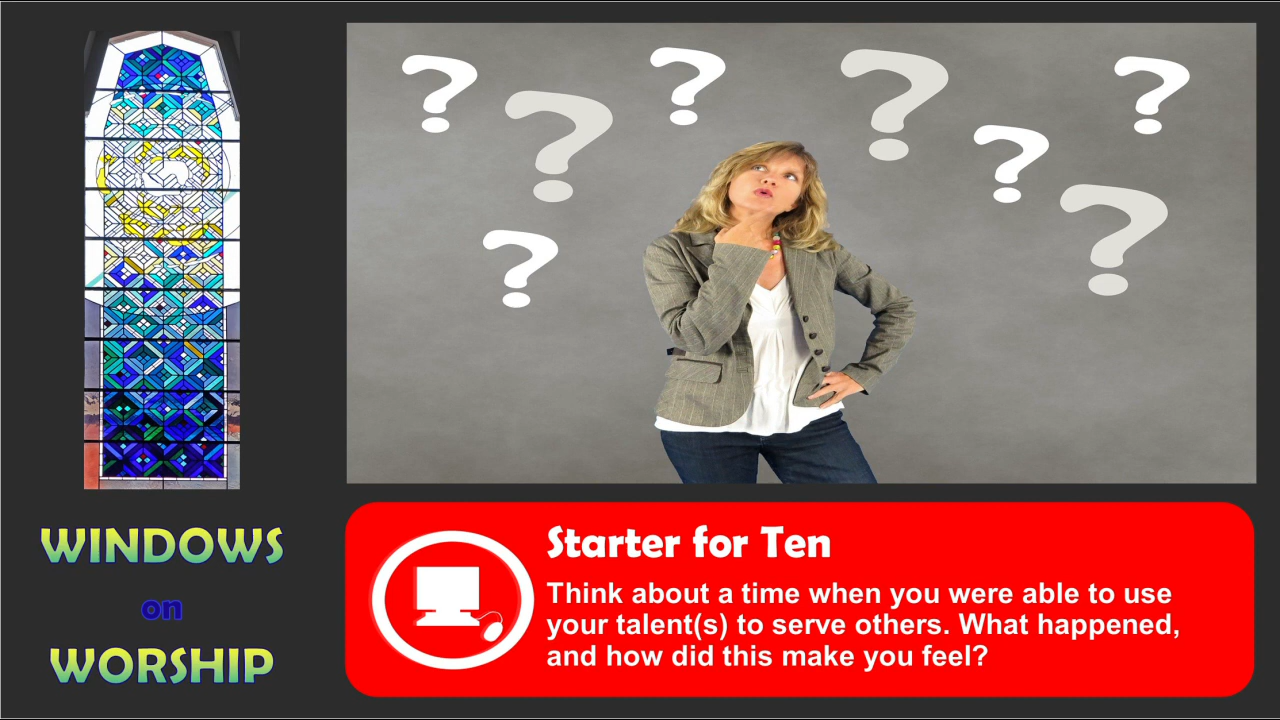 WINDOWS
on
WORSHIP
? ? ? ? ? ? ? ? 
Starter for Ten
Think about a time when you were able to use
your talent(s) to serve others. What happened,
and how did this make you feel?